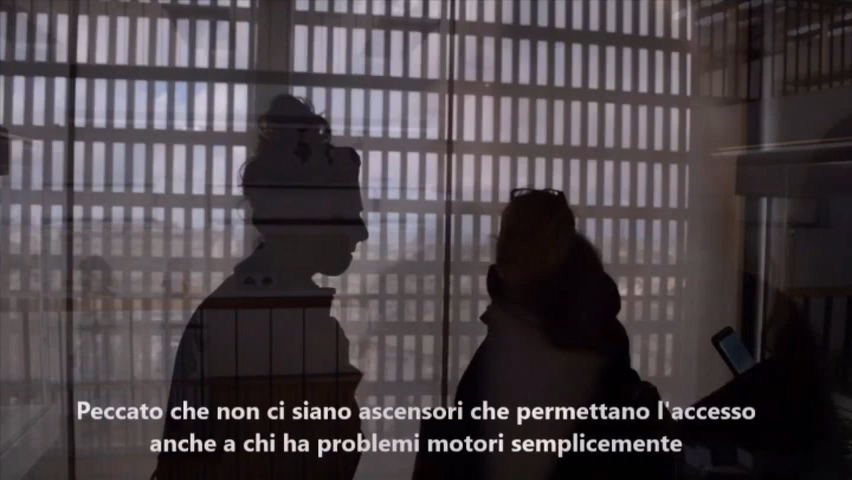 Peccato che non ci siano ascensori che permettano l'accesso
anche a chi ha problemi motori semplicemente